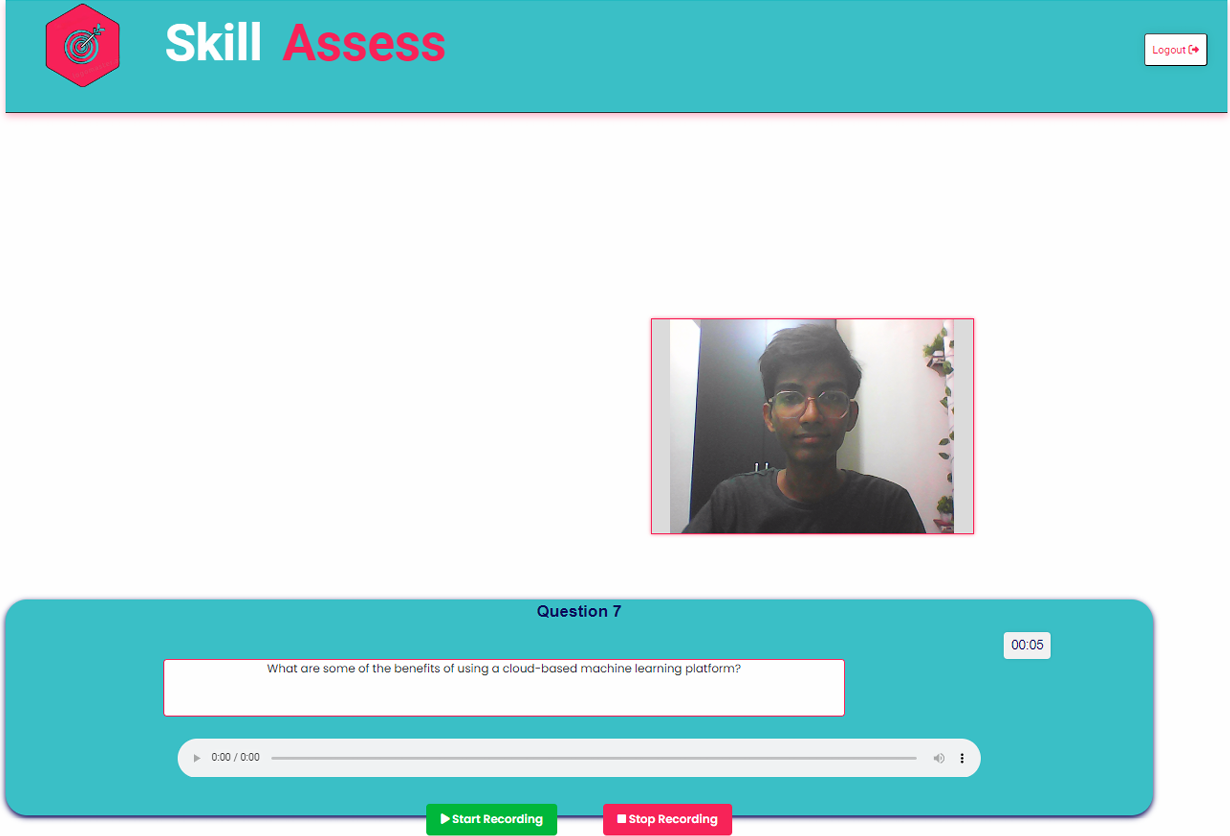 Skill Assess
Logout
Question 7
00:05
What are some of the benefits of using a cloud-based machine learning platform?
0:00 / 0:00
Start Recording
Stop Recording